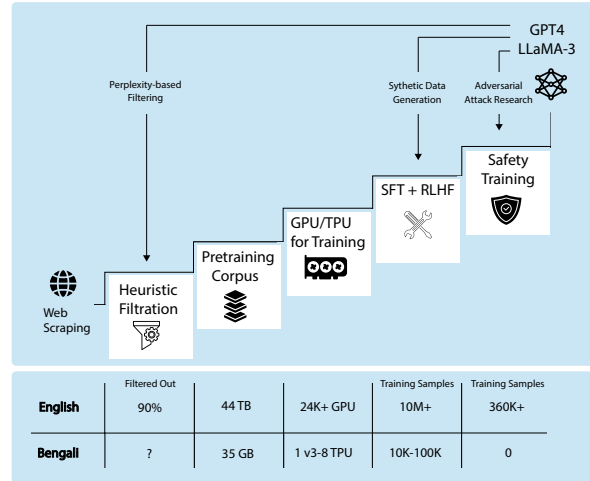 GPT4
LLaMA-3
Perplexity-based
Filtering
Sythetic Data
Generation
Adversarial
Attack Research
Safety
Training
SFT + RLHF
GPU/TPU
for Training
Pretraining
Corpus
Heuristic
Filtration
Web
Scraping
Filtered Out
Training Samples
Training Samples
English
90%
44 TB
24K+ GPU
10M+
360K+
Bengali
?
35 GB
1 v3-8 TPU
10K-100K
0